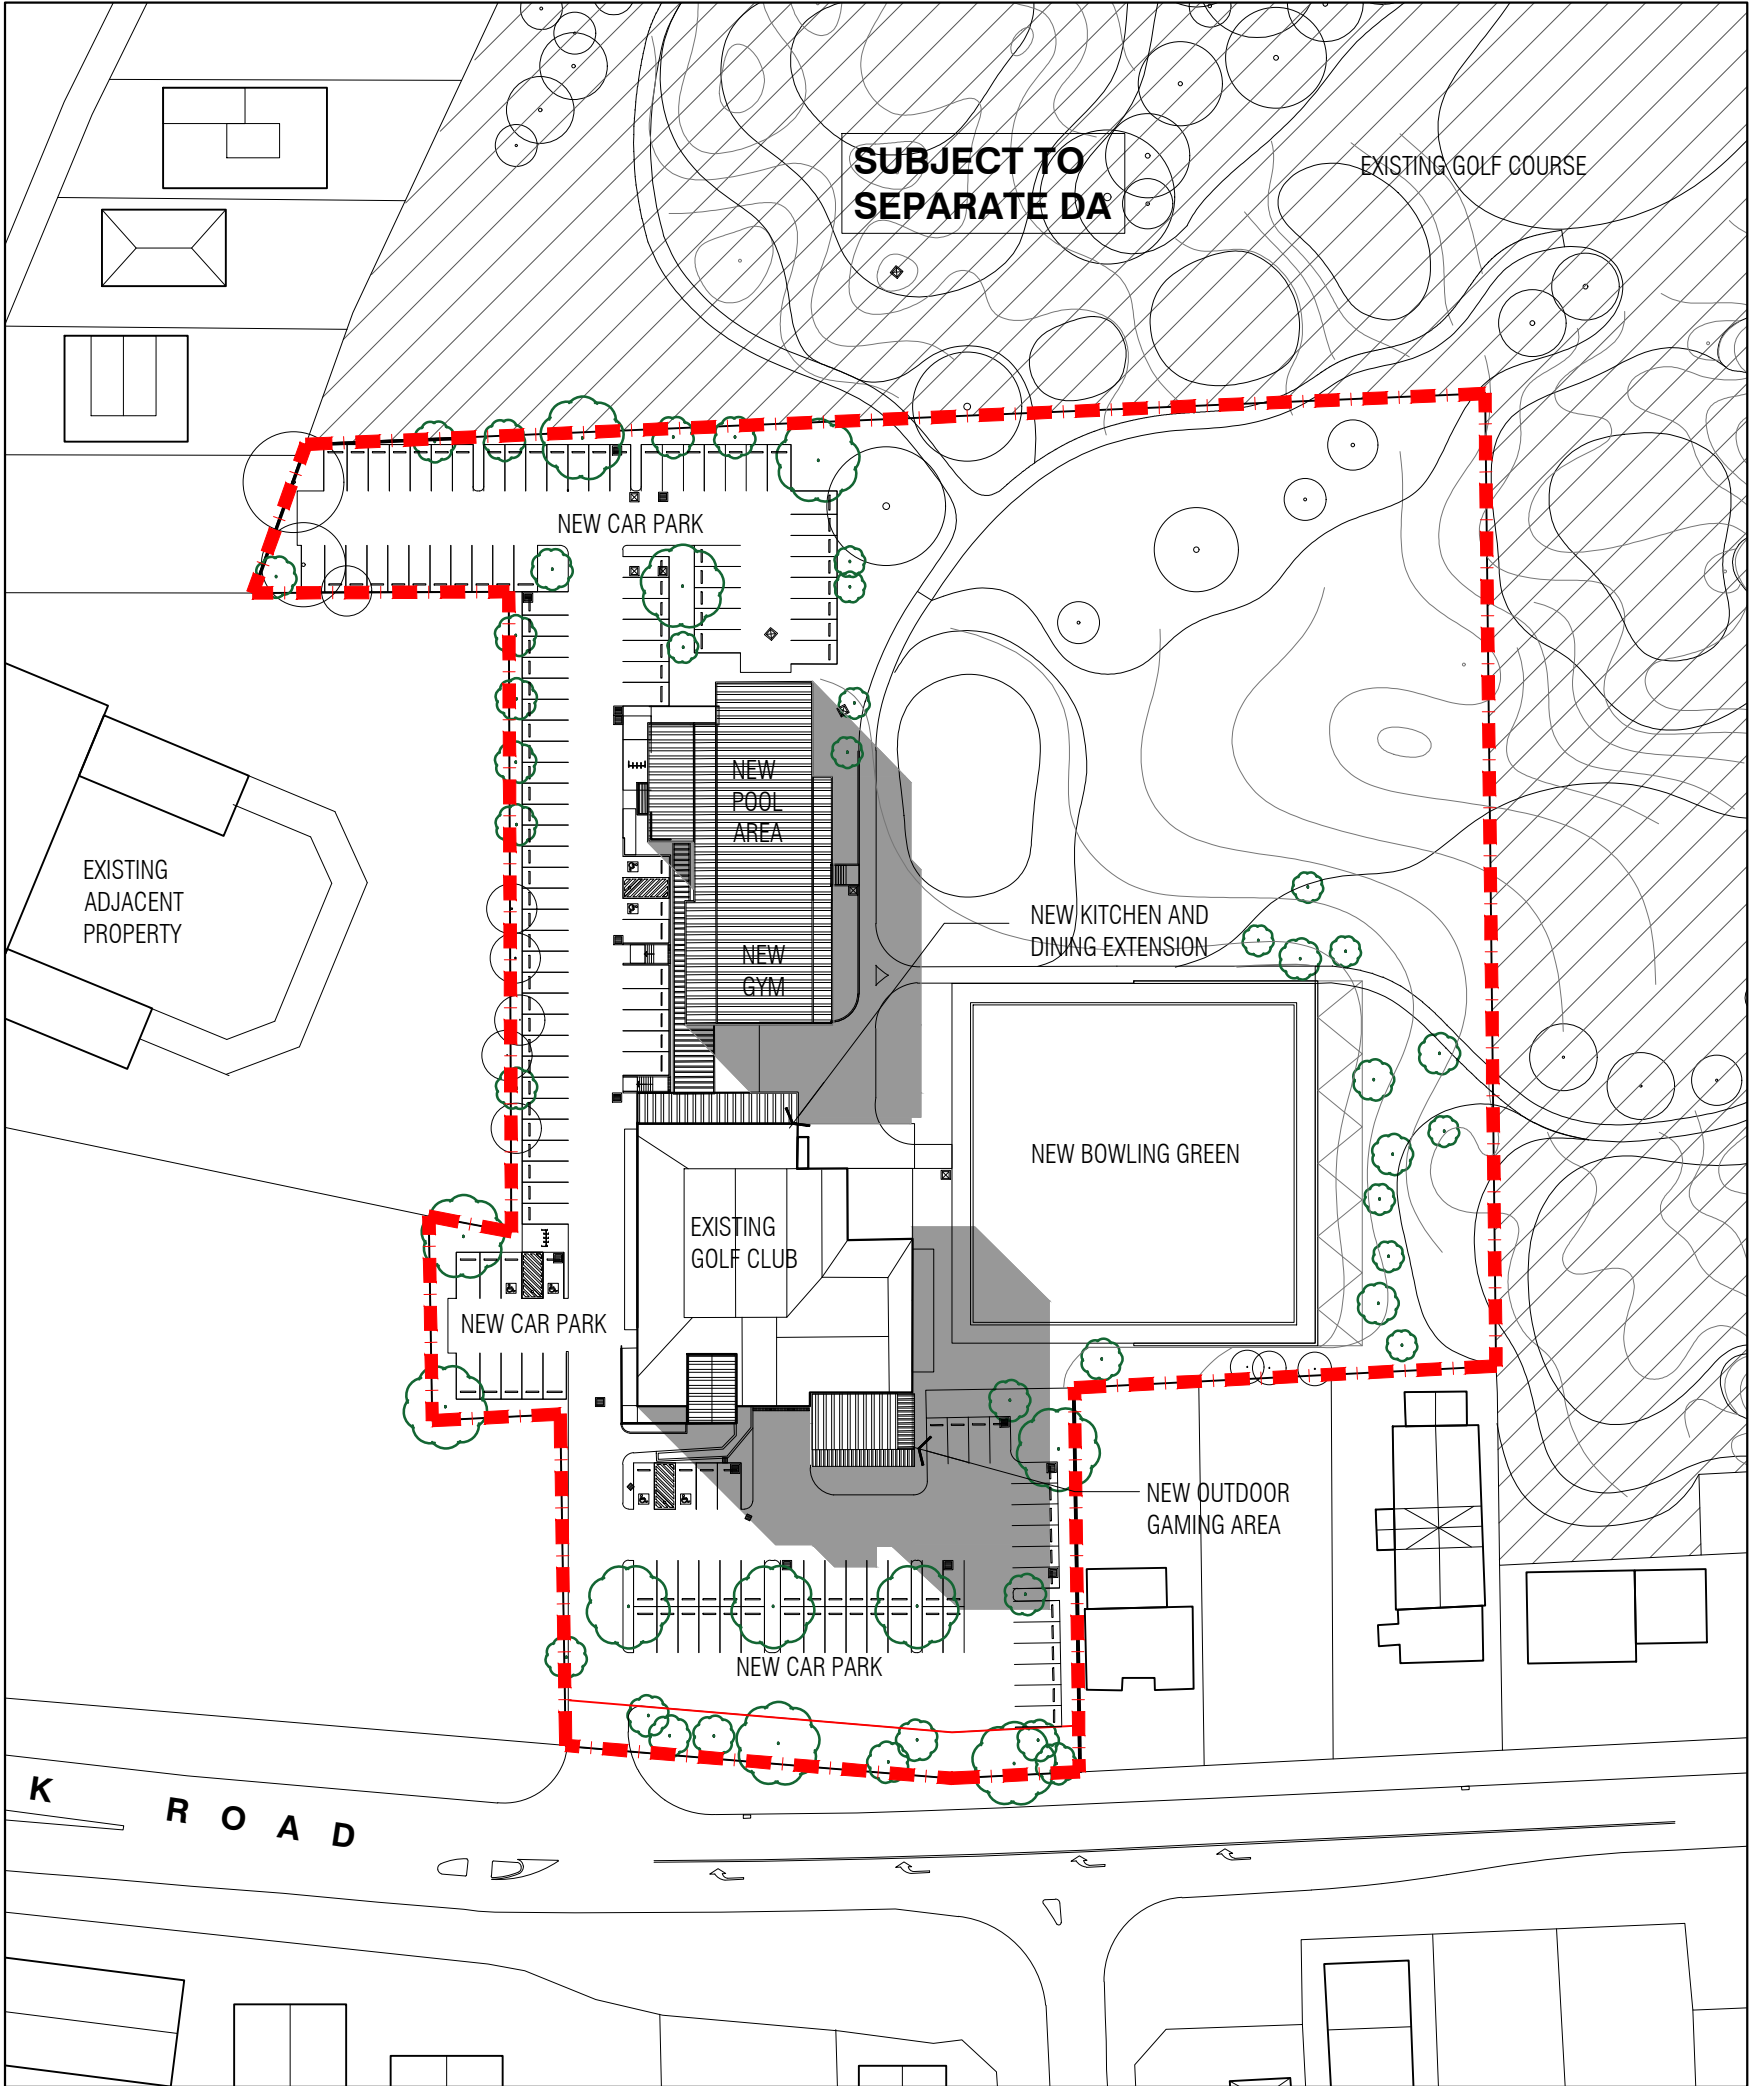 SUBJECT TO
SEPARATE DA
EXISTING GOLF COURSE
NEW CAR PARK
NEW
POOL
AREA
EXISTING
ADJACENT
PROPERTY
NEW KITCHEN AND
DINING EXTENSION
NEW
GYM
NEW BOWLING GREEN
EXISTING
GOLF CLUB
NEW CAR PARK
NEW OUTDOOR
GAMING AREA
NEW CAR PARK
K ROAD